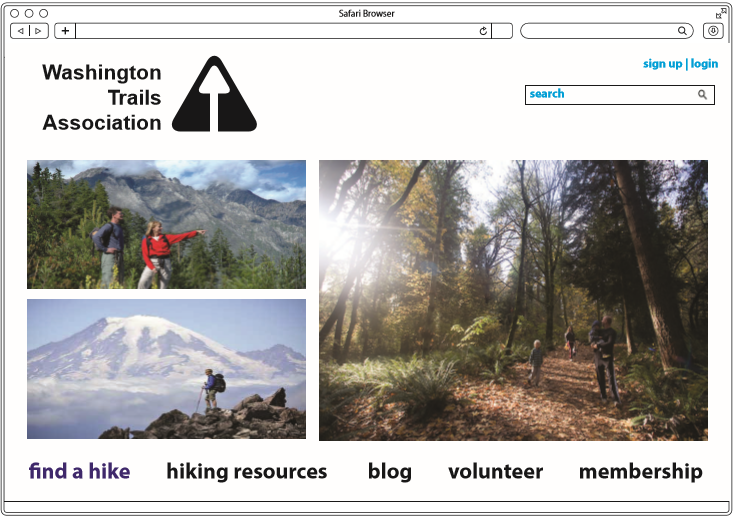 Safari Browser
sign up | login
Washington
Trails
Association
search
find a hike hiking resources blog volunteer membership